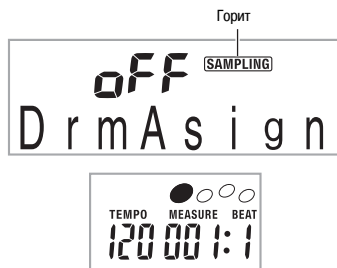 Горит
oFF SAMPLING
DrmAsign
TEMPO MEASURE BEAT
120 001:1